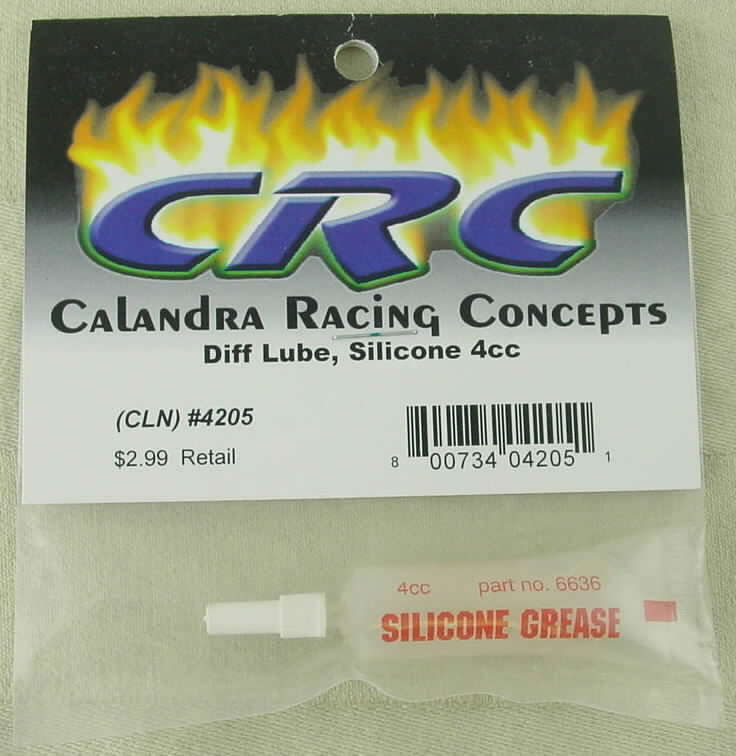 CRC
CALANDRA RACING CONCEPTS
Diff Lube, Silicone 4cc
(CLN) #4205
$2.99 Retail
8 00734 04205 1
4cc part no. 6636
SILICONE GREASE